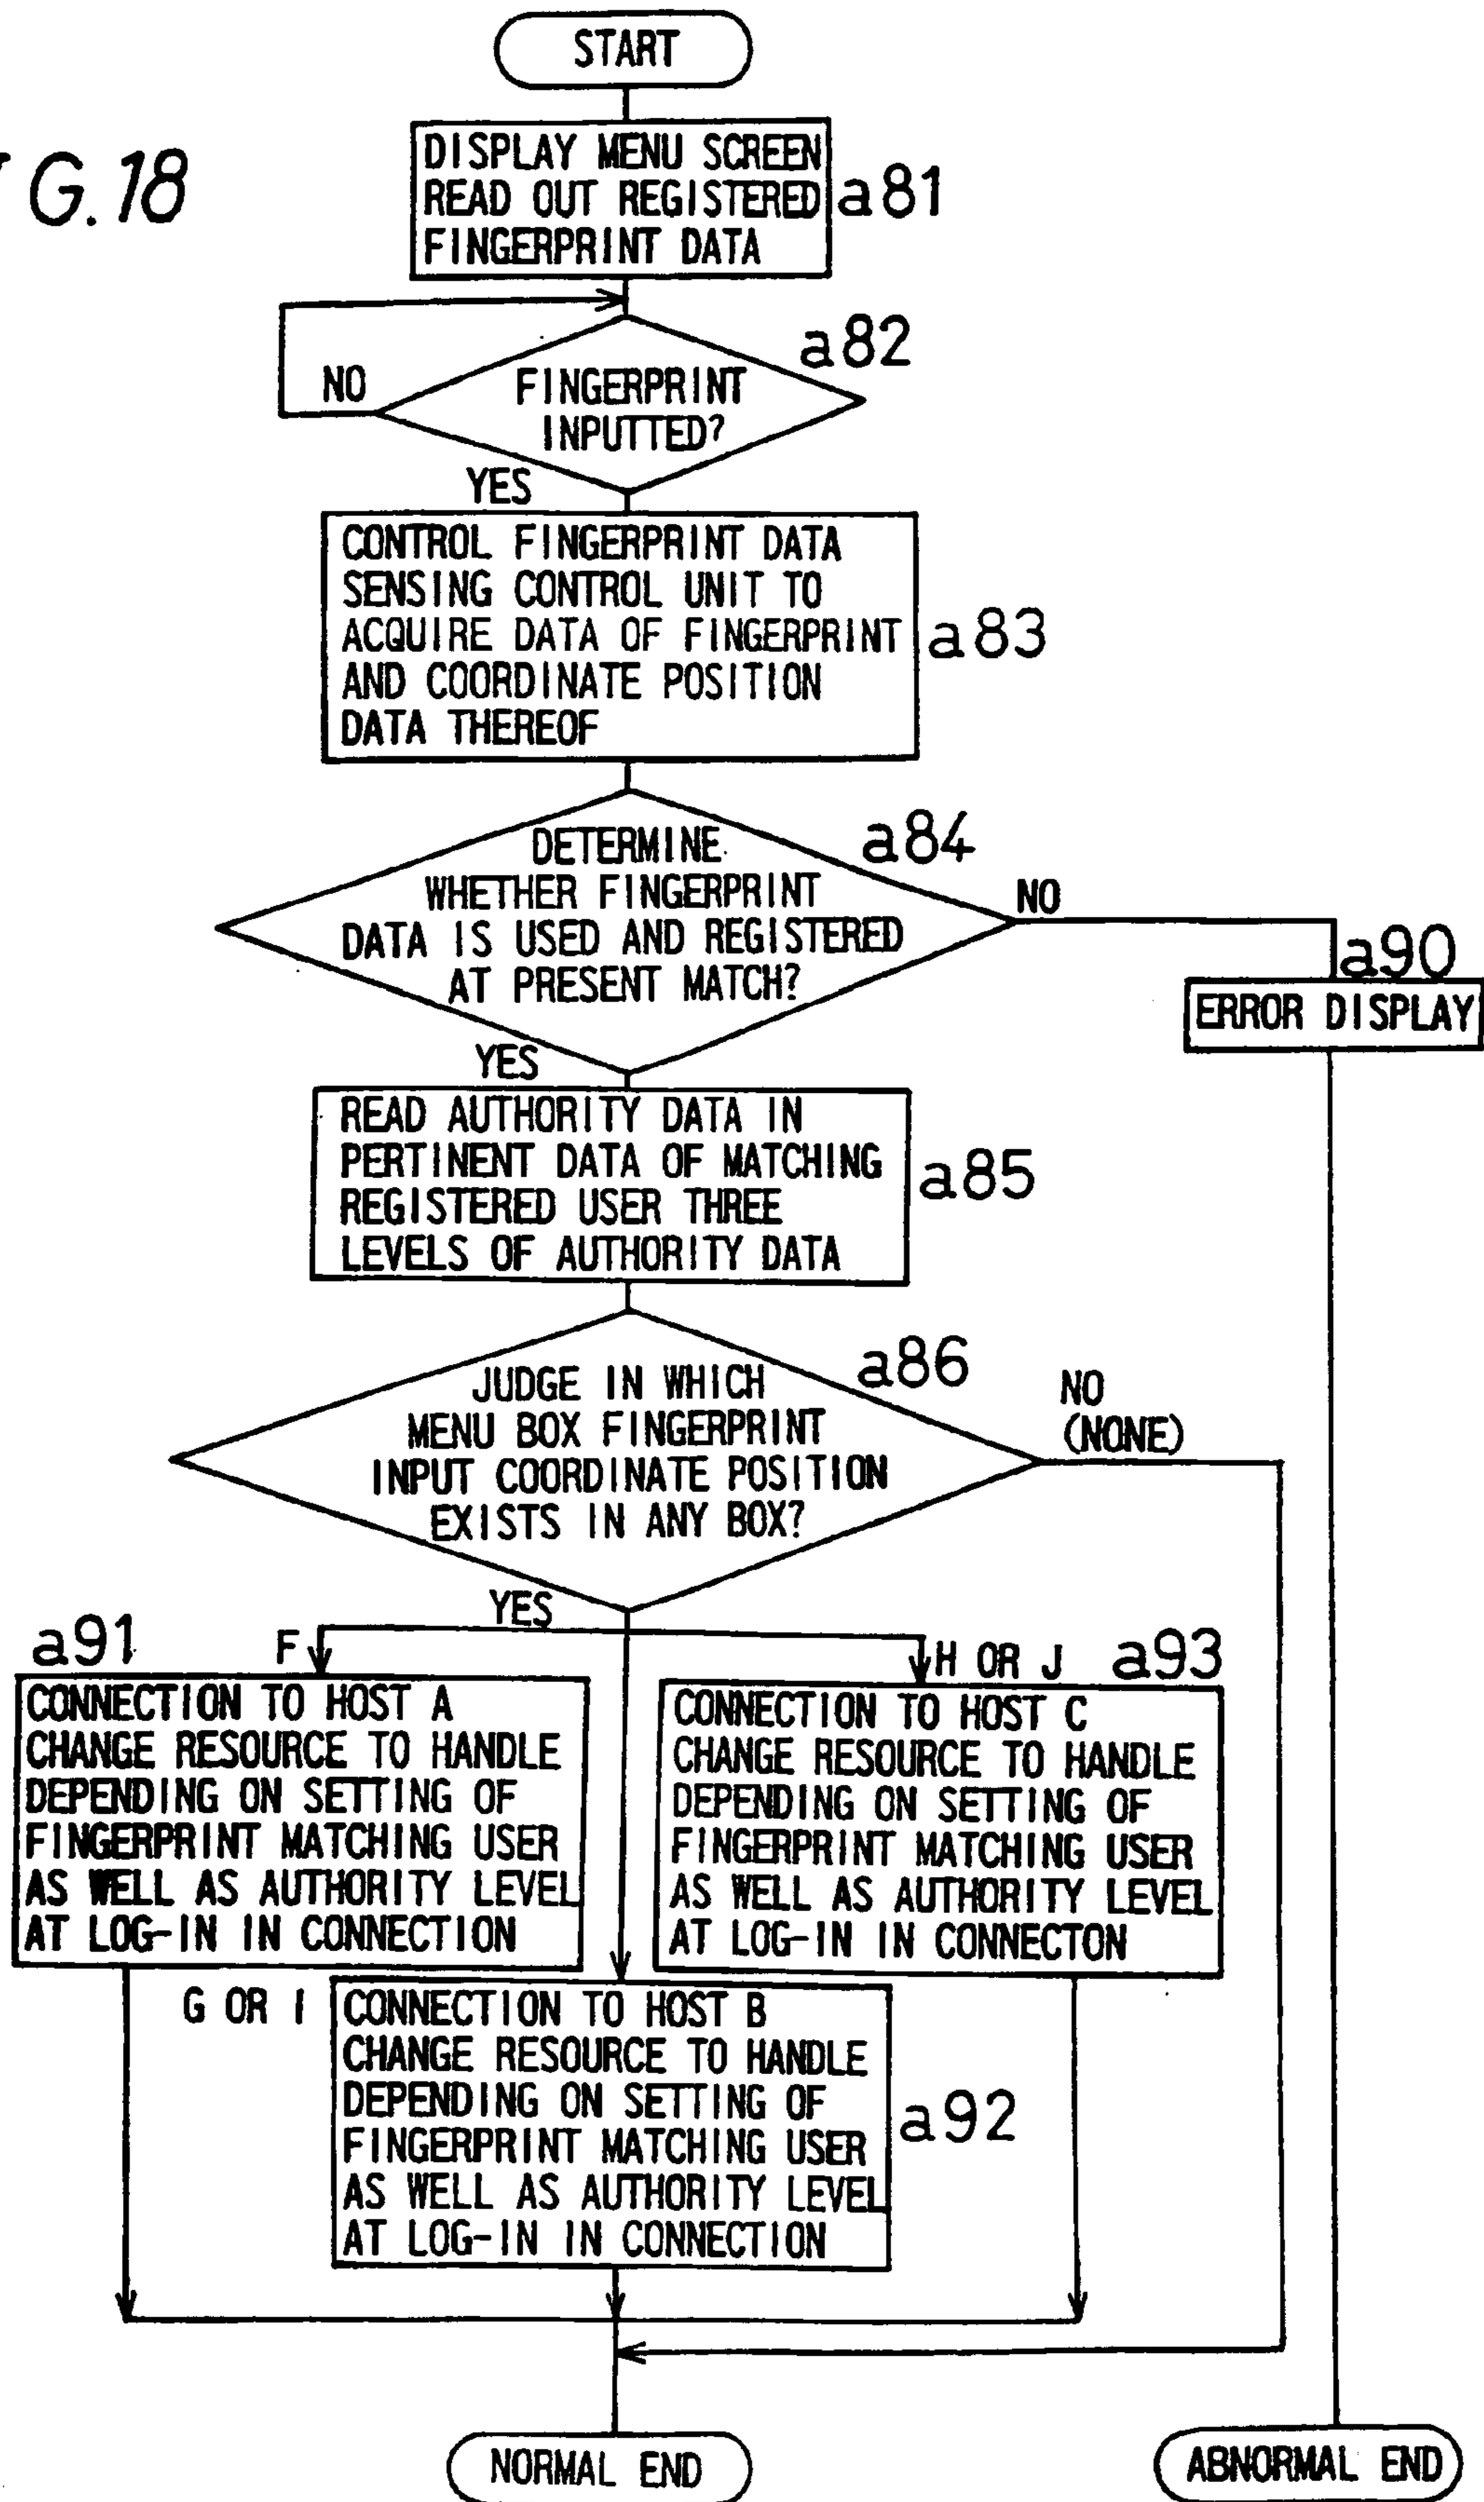 G.18
START
DISPLAY MENU SCREEN
READ OUT REGISTERED
FINGERPRINT DATA
a81
a82
NO
FINGERPRINT
INPUTTED?
YES
CONTROL FINGERPRINT DATA
SENSING CONTROL UNIT TO
ACQUIRE DATA OF FINGERPRINT
AND COORDINATE POSITION
DATA THEREOF
a83
DETERMINE
WHETHER FINGERPRINT
DATA IS USED AND REGISTERED
AT PRESENT MATCH?
a84
NO
a90
ERROR DISPLAY
YES
READ AUTHORITY DATA IN
PERTINENT DATA OF MATCHING
REGISTERED USER THREE
LEVELS OF AUTHORITY DATA
a85
JUDGE IN WHICH
MENU BOX FINGERPRINT
INPUT COORDINATE POSITION
EXISTS IN ANY BOX?
a86
NO
(NONE)
YES
a91
F
CONNECTION TO HOST A
CHANGE RESOURCE TO HANDLE
DEPENDING ON SETTING OF
FINGERPRINT MATCHING USER
AS WELL AS AUTHORITY LEVEL
AT LOG-IN IN CONNECTION
H OR J
a93
CONNECTION TO HOST C
CHANGE RESOURCE TO HANDLE
DEPENDING ON SETTING OF
FINGERPRINT MATCHING USER
AS WELL AS AUTHORITY LEVEL
AT LOG-IN IN CONNECTON
G OR I
CONNECTION TO HOST B
CHANGE RESOURCE TO HANDLE
DEPENDING ON SETTING OF
FINGERPRINT MATCHING USER
AS WELL AS AUTHORITY LEVEL
AT LOG-IN IN CONNECTION
a92
NORMAL END
ABNORMAL END